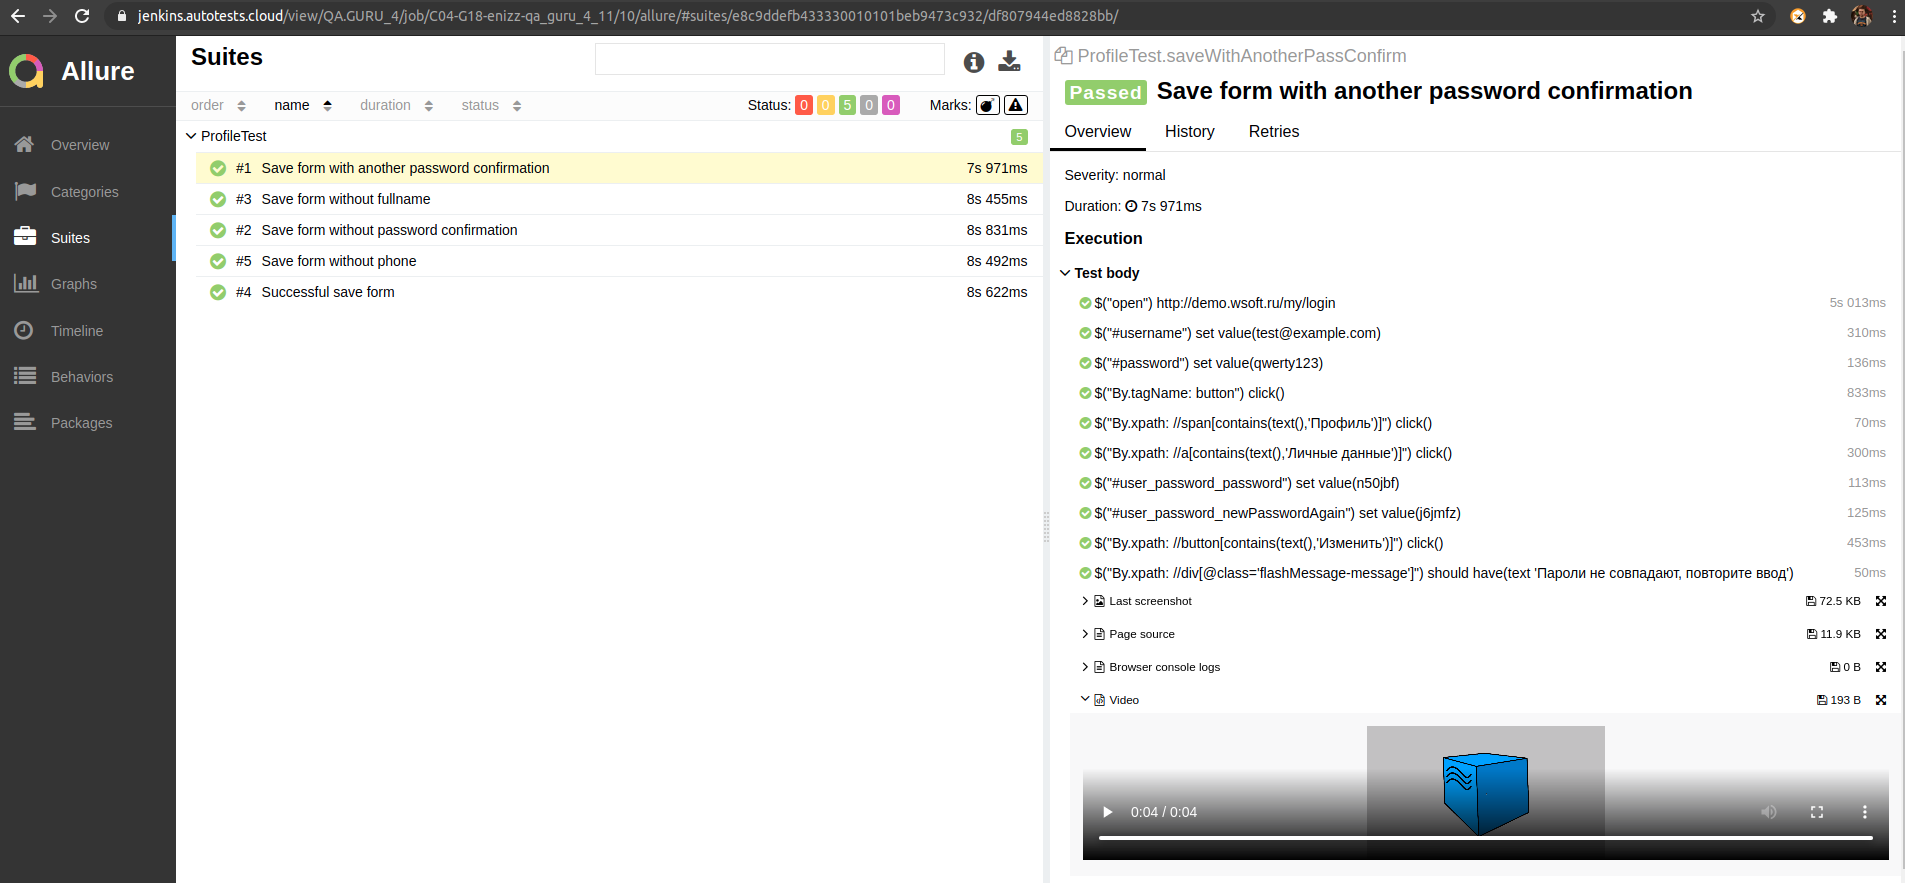 jenkins.autotests.cloud/view/QA.GURU_4/job/C04-G18-enizz-qa_guru_4_11/10/allure/#suites/e8c9ddefb433330010101beb9473c932/df807944ed8828bb/
Allure
Overview
Categories
Suites
Graphs
Timeline
Behaviors
Packages
Suites
order name duration status Status: 0 0 5 0 0 Marks:
ProfileTest 5
#1 Save form with another password confirmation 7s 971ms
#3 Save form without fullname 8s 455ms
#2 Save form without password confirmation 8s 831ms
#5 Save form without phone 8s 492ms
#4 Successful save form 8s 622ms
ProfileTest.saveWithAnotherPassConfirm
Passed Save form with another password confirmation
Overview History Retries
Severity: normal
Duration: 7s 971ms
Execution
Test body
$("open") http://demo.wsoft.ru/my/login 5s 013ms
$("#username") set value(test@example.com) 310ms
$("#password") set value(qwerty123) 136ms
$("By.tagName: button") click() 833ms
$("By.xpath: //span[contains(text(),'Профиль')]") click() 70ms
$("By.xpath: //a[contains(text(),'Личные данные')]") click() 300ms
$("#user_password_password") set value(n50jbf) 113ms
$("#user_password_newPasswordAgain") set value(j6jmfz) 125ms
$("By.xpath: //button[contains(text(),'Изменить')]") click() 453ms
$("By.xpath: //div[@class='flashMessage-message']") should have(text 'Пароли не совпадают, повторите ввод') 50ms
Last screenshot 72.5 KB
Page source 11.9 KB
Browser console logs 0 B
Video 193 B
0:04 / 0:04